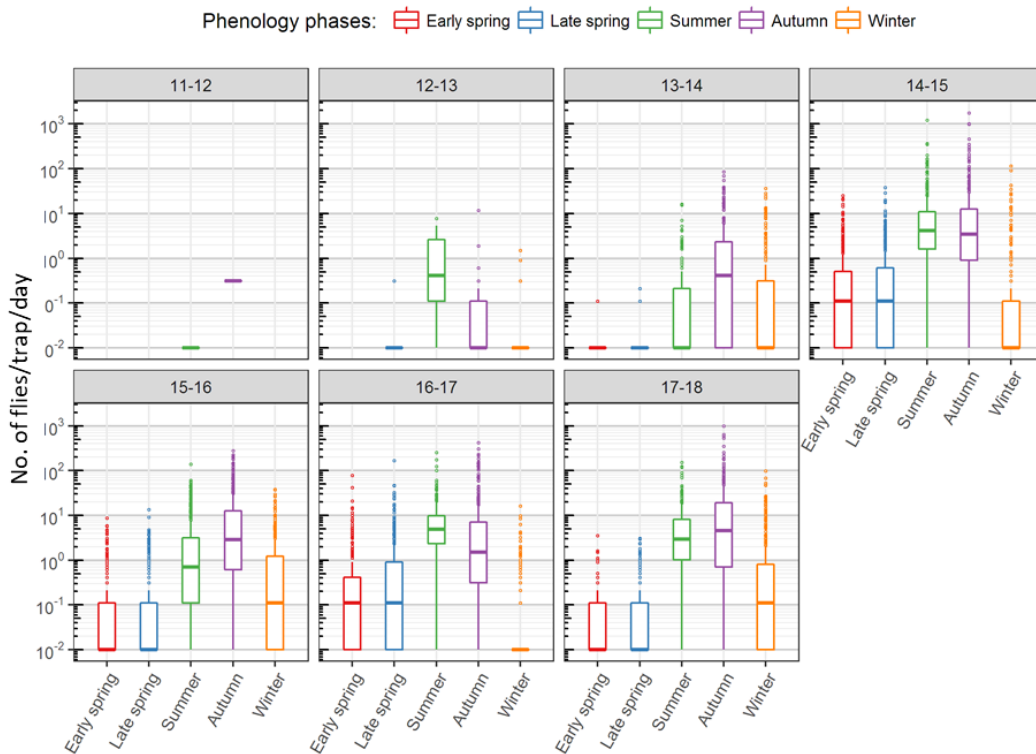 Phenology phases: Early spring Late spring Summer Autumn Winter
11-12 12-13 13-14 14-15
10³
10²
10¹
10⁰
10⁻¹
10⁻²
Early spring Late spring Summer Autumn Winter
15-16 16-17 17-18
No. of flies/trap/day
10³
10²
10¹
10⁰
10⁻¹
10⁻²
Early spring Late spring Summer Autumn Winter Early spring Late spring Summer Autumn Winter Early spring Late spring Summer Autumn Winter